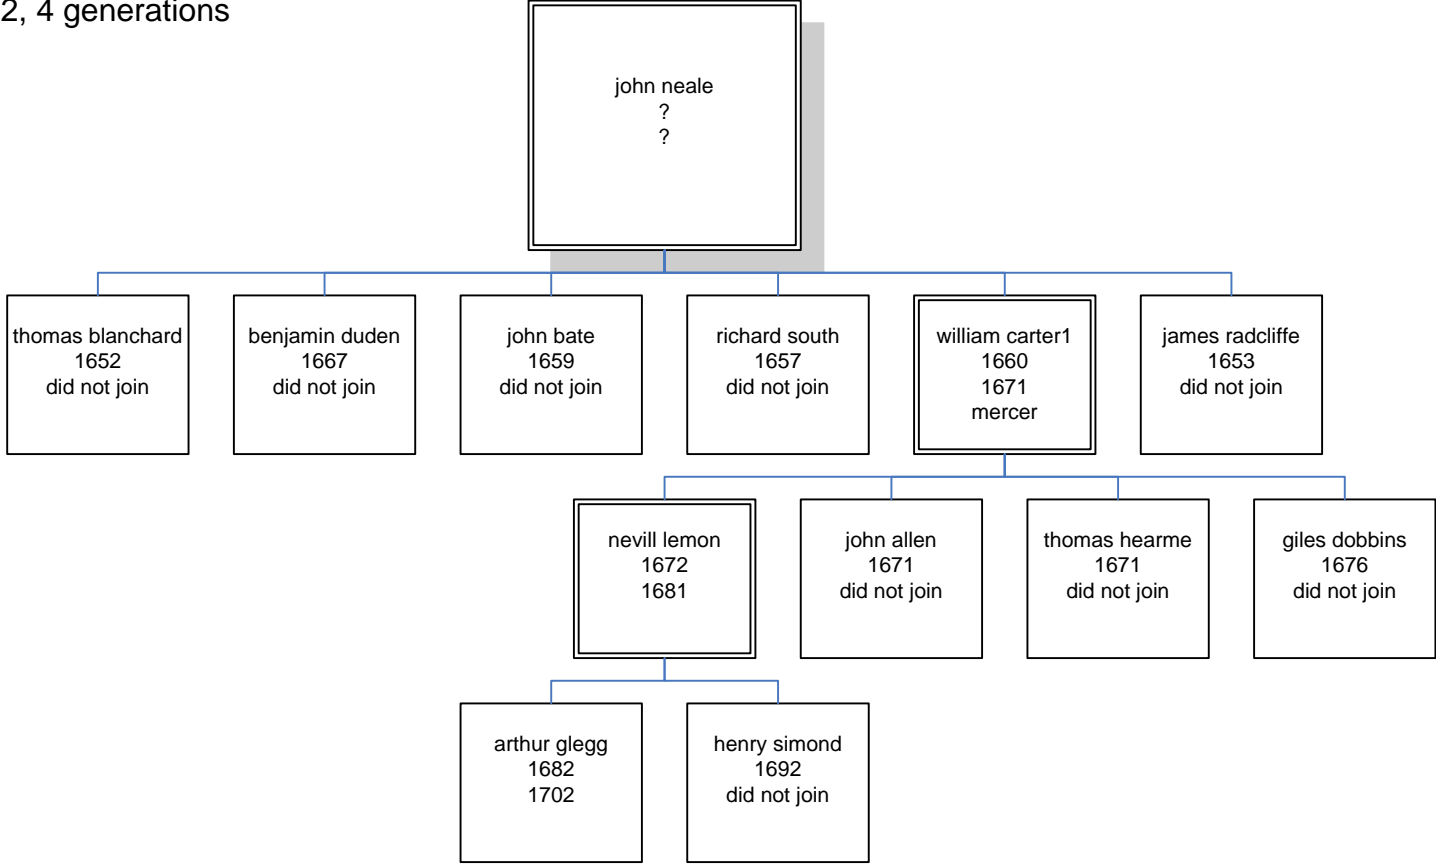 2, 4 generations
john neale
?
?
thomas blanchard
1652
did not join
benjamin duden
1667
did not join
john bate
1659
did not join
richard south
1657
did not join
william carter1
1660
1671
mercer
james radcliffe
1653
did not join
nevill lemon
1672
1681
john allen
1671
did not join
thomas hearme
1671
did not join
giles dobbins
1676
did not join
arthur glegg
1682
1702
henry simond
1692
did not join